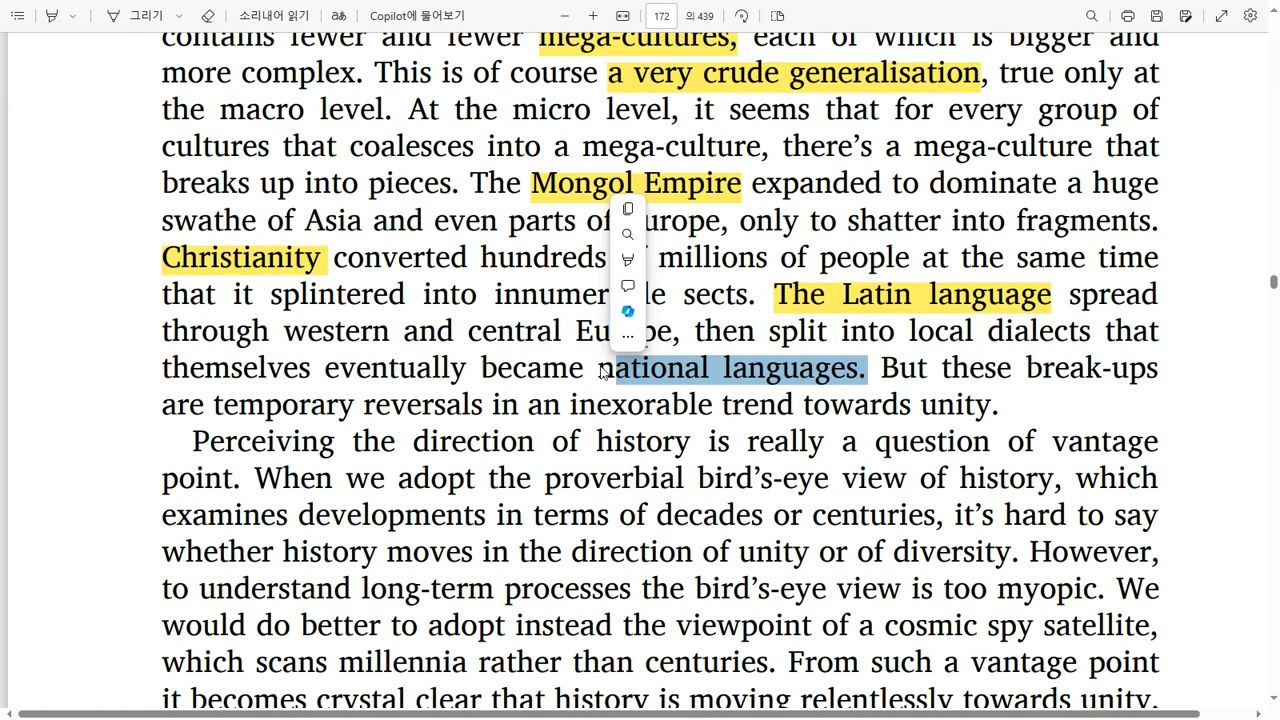 그리기 소리내어 읽기 aあ Copilot에 물어보기 172 의 439
contains fewer and fewer mega-cultures, each of which is bigger and
more complex. This is of course a very crude generalisation, true only at
the macro level. At the micro level, it seems that for every group of
cultures that coalesces into a mega-culture, there's a mega-culture that
breaks up into pieces. The Mongol Empire expanded to dominate a huge
swathe of Asia and even parts of urope, only to shatter into fragments.
Christianity converted hundreds millions of people at the same time
that it splintered into innumer le sects. The Latin language spread
through western and central Eu pe, then split into local dialects that
themselves eventually became national languages. But these break-ups
are temporary reversals in an inexorable trend towards unity.
Perceiving the direction of history is really a question of vantage
point. When we adopt the proverbial bird's-eye view of history, which
examines developments in terms of decades or centuries, it's hard to say
whether history moves in the direction of unity or of diversity. However,
to understand long-term processes the bird's-eye view is too myopic. We
would do better to adopt instead the viewpoint of a cosmic spy satellite,
which scans millennia rather than centuries. From such a vantage point
it becomes crystal clear that history is moving relentlessly towards unity.